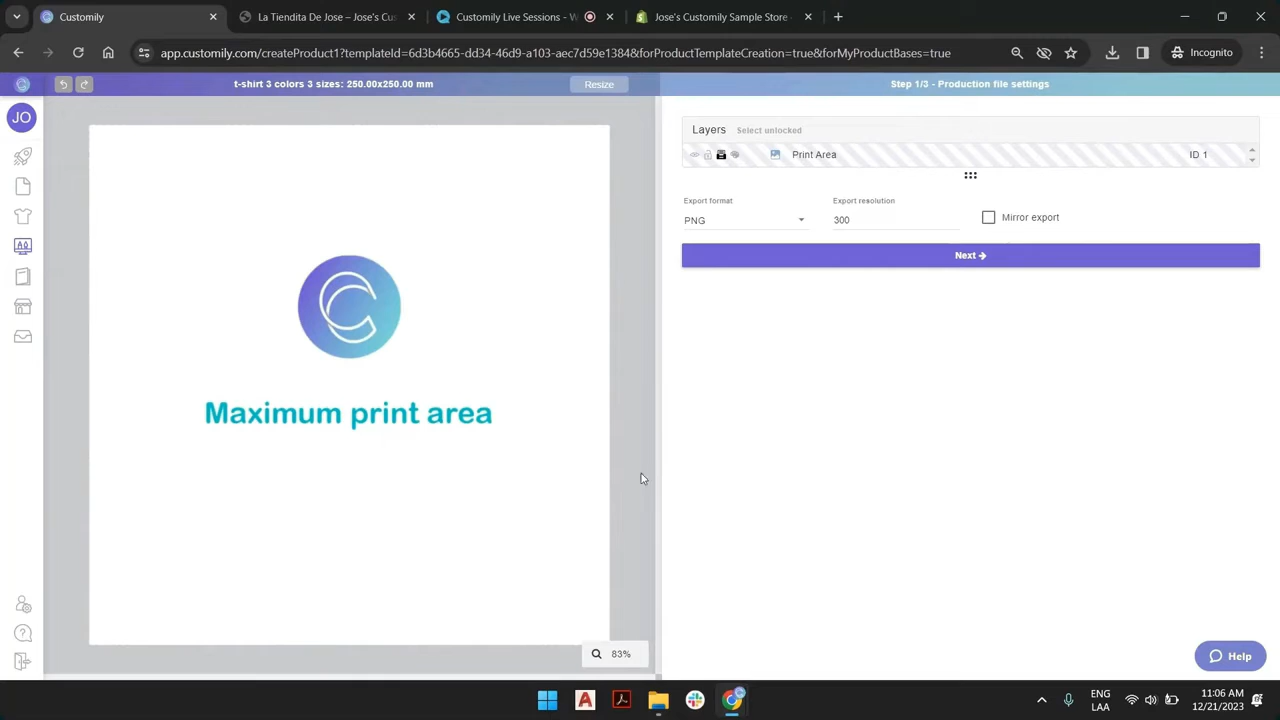 Customily
La Tiendita De Jose – Jose's Cus
Customily Live Sessions - W
Jose's Customily Sample Store -
app.customily.com/createProduct1?templateId=6d3b4665-dd34-46d9-a103-aec7d59e1384&forProductTemplateCreation=true&forMyProductBases=true
Incognito
t-shirt 3 colors 3 sizes: 250.00x250.00 mm
Resize
Step 1/3 - Production file settings
JO
Layers
Select unlocked
Print Area
ID 1
Export format
Export resolution
PNG
300
Mirror export
Next
Maximum print area
83%
Help
ENG
LAA
11:06 AM
12/21/2023